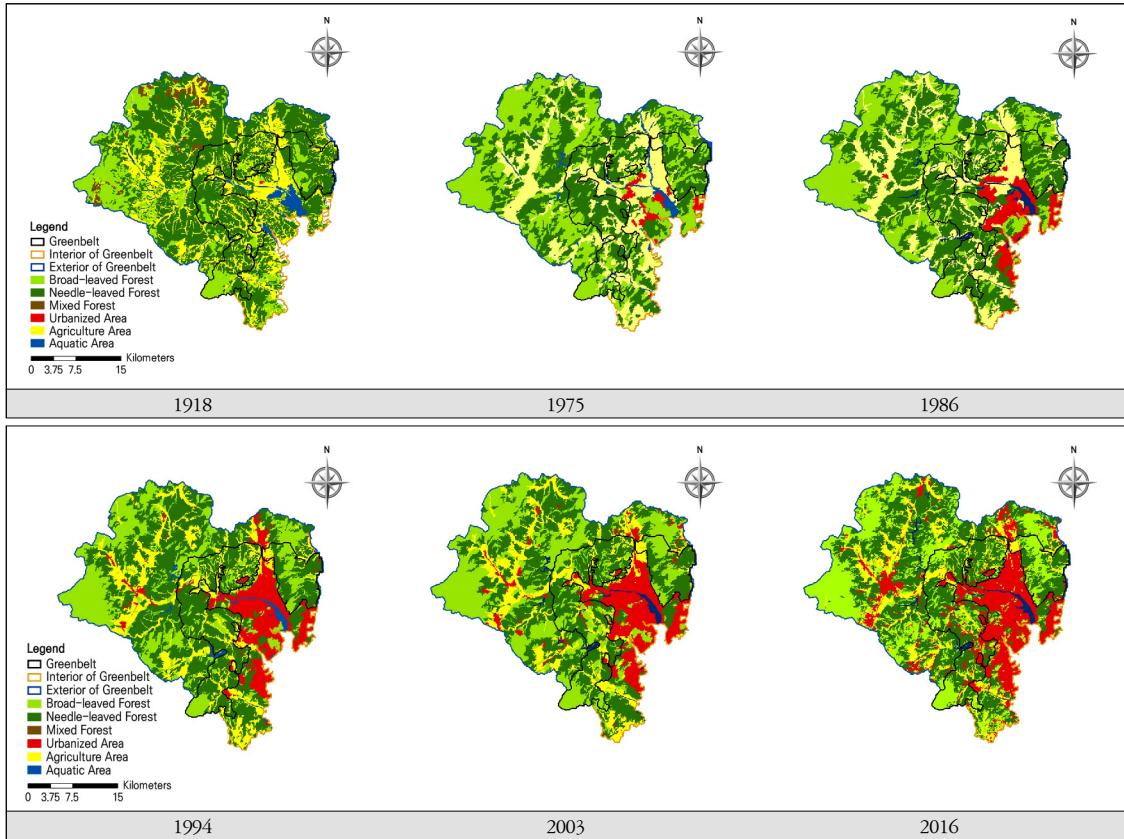 N
N
N
Legend
Greenbelt
Interior of Greenbelt
Exterior of Greenbelt
Broad-leaved Forest
Needle-leaved Forest
Mixed Forest
Urbanized Area
Agriculture Area
Aquatic Area
Kilometers
0 3.75 7.5 15
1918 1975 1986
N
N
N
Legend
Greenbelt
Interior of Greenbelt
Exterior of Greenbelt
Broad-leaved Forest
Needle-leaved Forest
Mixed Forest
Urbanized Area
Agriculture Area
Aquatic Area
Kilometers
0 3.75 7.5 15
1994 2003 2016